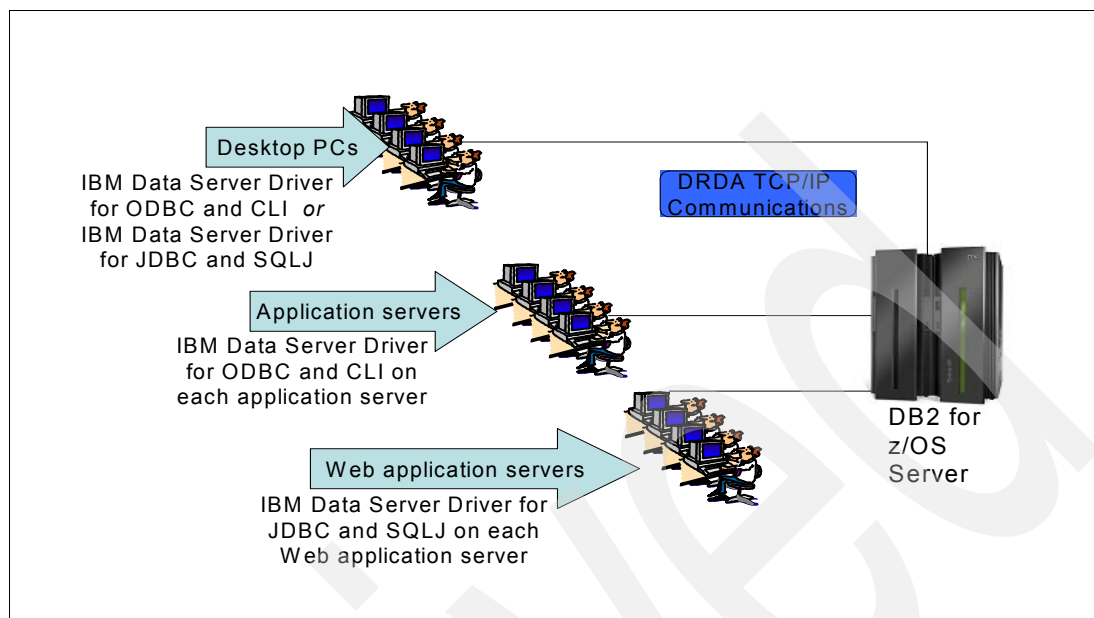 Desktop PCs
IBM Data Server Driver
for ODBC and CLI or
IBM Data Server Driver
for JDBC and SQLJ
DRDA TCP/IP
Communications
Application servers
IBM Data Server Driver
for ODBC and CLI on
each application server
DB2 for
z/OS
Server
Web application servers
IBM Data Server Driver for
JDBC and SQLJ on each
Web application server